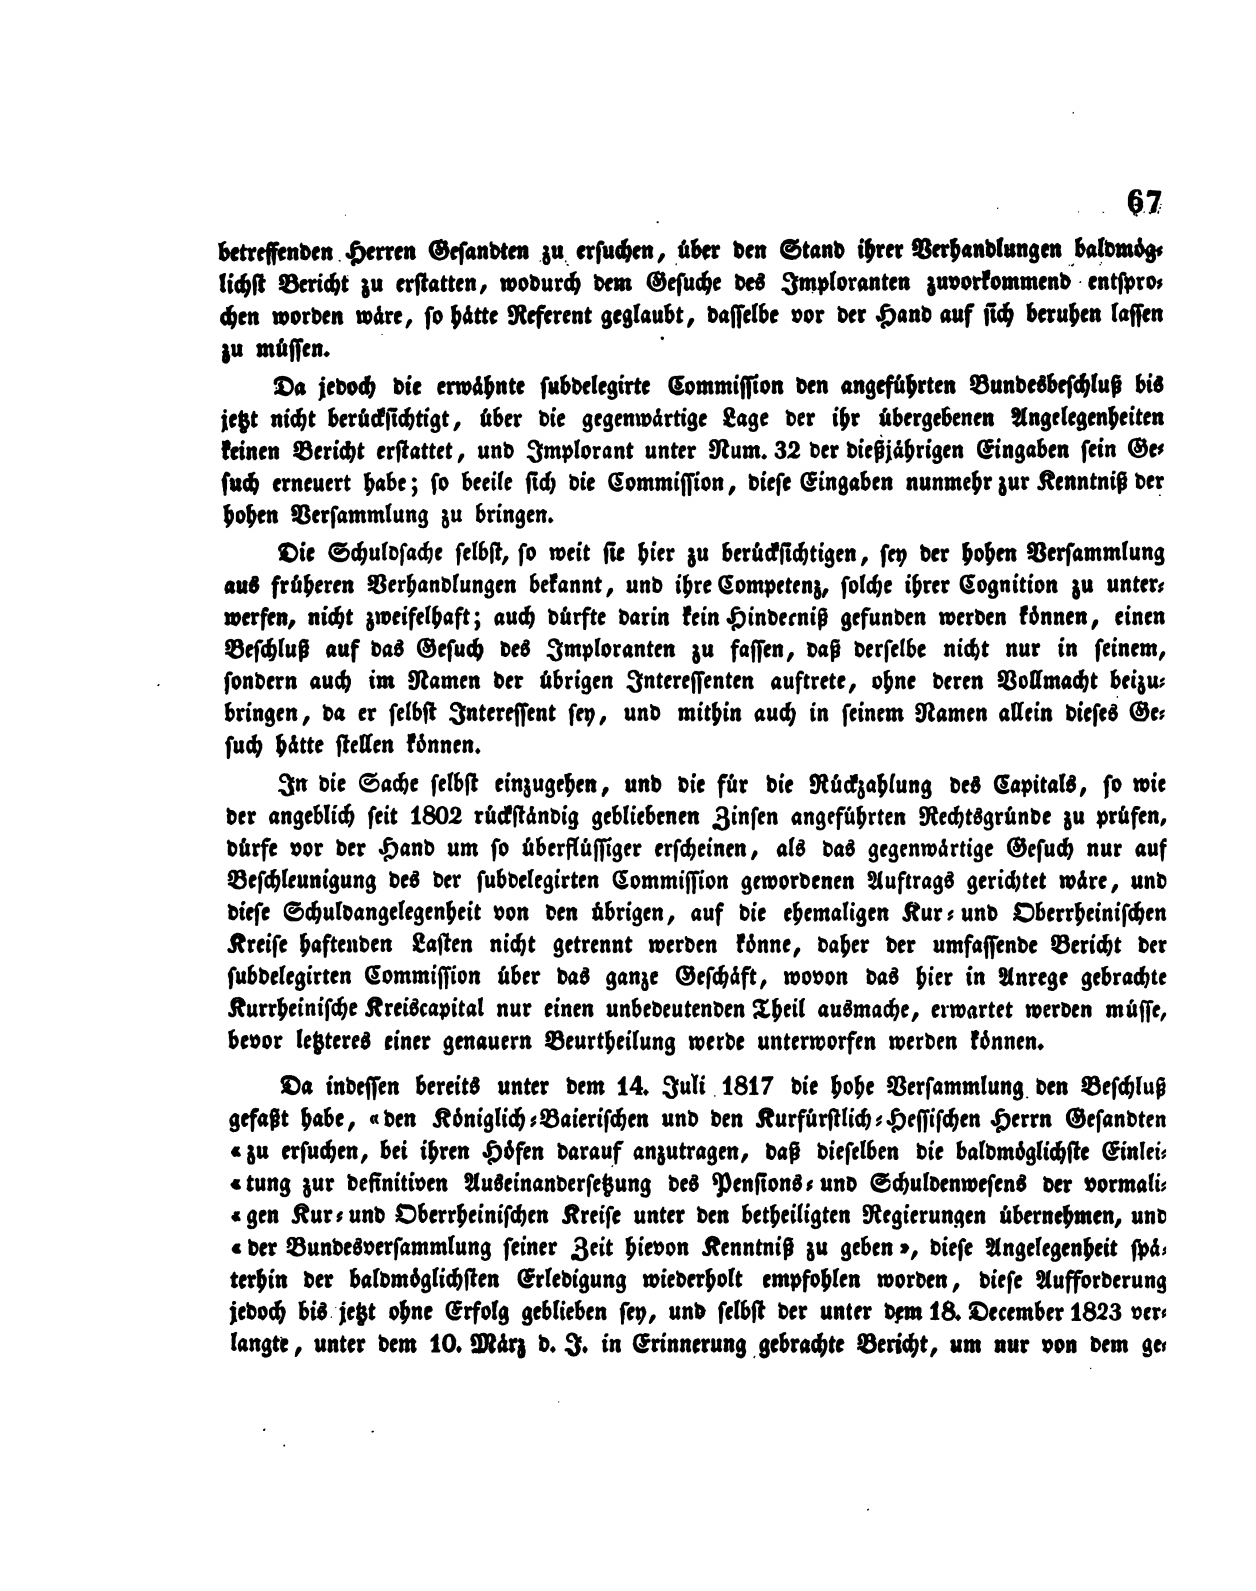 67
betreffenden Herren Gesandten zu ersuchen, über den Stand ihrer Verhandlungen baldmög-
lichst Bericht zu erstatten, wodurch dem Gesuche des Imploranten zuvorkommend entspro-
chen worden wäre, so hätte Referent geglaubt, dasselbe vor der Hand auf sich beruhen lassen
zu müssen.
Da jedoch die erwähnte subdelegirte Commission den angeführten Bundesbeschluß bis
jetzt nicht berücksichtigt, über die gegenwärtige Lage der ihr übergebenen Angelegenheiten
keinen Bericht erstattet, und Implorant unter Num. 32 der dießjährigen Eingaben sein Ge-
such erneuert habe; so beeile sich die Commission, diese Eingaben nunmehr zur Kenntniß der
hohen Versammlung zu bringen.
Die Schuldsache selbst, so weit sie hier zu berücksichtigen, sey der hohen Versammlung
aus früheren Verhandlungen bekannt, und ihre Competenz, solche ihrer Cognition zu unter-
werfen, nicht zweifelhaft; auch dürfte darin kein Hinderniß gefunden werden können, einen
Beschluß auf das Gesuch des Imploranten zu fassen, daß derselbe nicht nur in seinem,
sondern auch im Namen der übrigen Interessenten auftrete, ohne deren Vollmacht beizu-
bringen, da er selbst Interessent sey, und mithin auch in seinem Namen allein dieses Ge-
such hätte stellen können.
In die Sache selbst einzugehen, und die für die Rückzahlung des Capitals, so wie
der angeblich seit 1802 rückständig gebliebenen Zinsen angeführten Rechtsgründe zu prüfen,
dürfe vor der Hand um so überflüssiger erscheinen, als das gegenwärtige Gesuch nur auf
Beschleunigung des der subdelegirten Commission gewordenen Auftrags gerichtet wäre, und
diese Schuldangelegenheit von den übrigen, auf die ehemaligen Kur- und Oberrheinischen
Kreise haftenden Lasten nicht getrennt werden könne, daher der umfassende Bericht der
subdelegirten Commission über das ganze Geschäft, wovon das hier in Anrege gebrachte
Kurrheinische Kreiscapital nur einen unbedeutenden Theil ausmache, erwartet werden müsse,
bevor letzteres einer genauern Beurtheilung werde unterworfen werden können.
Da indessen bereits unter dem 14. Juli 1817 die hohe Versammlung den Beschluß
gefaßt habe, «den Königlich-Baierischen und den Kurfürstlich-Hessischen Herrn Gesandten
«zu ersuchen, bei ihren Höfen darauf anzutragen, daß dieselben die baldmöglichste Einlei-
«tung zur definitiven Auseinandersetzung des Pensions- und Schuldenwesens der vormali-
«gen Kur- und Oberrheinischen Kreise unter den betheiligten Regierungen übernehmen, und
«der Bundesversammlung seiner Zeit hievon Kenntniß zu geben», diese Angelegenheit spä-
terhin der baldmöglichsten Erledigung wiederholt empfohlen worden, diese Aufforderung
jedoch bis jetzt ohne Erfolg geblieben sey, und selbst der unter dem 18. December 1823 ver-
langte, unter dem 10. März d. J. in Erinnerung gebrachte Bericht, um nur von dem ge-